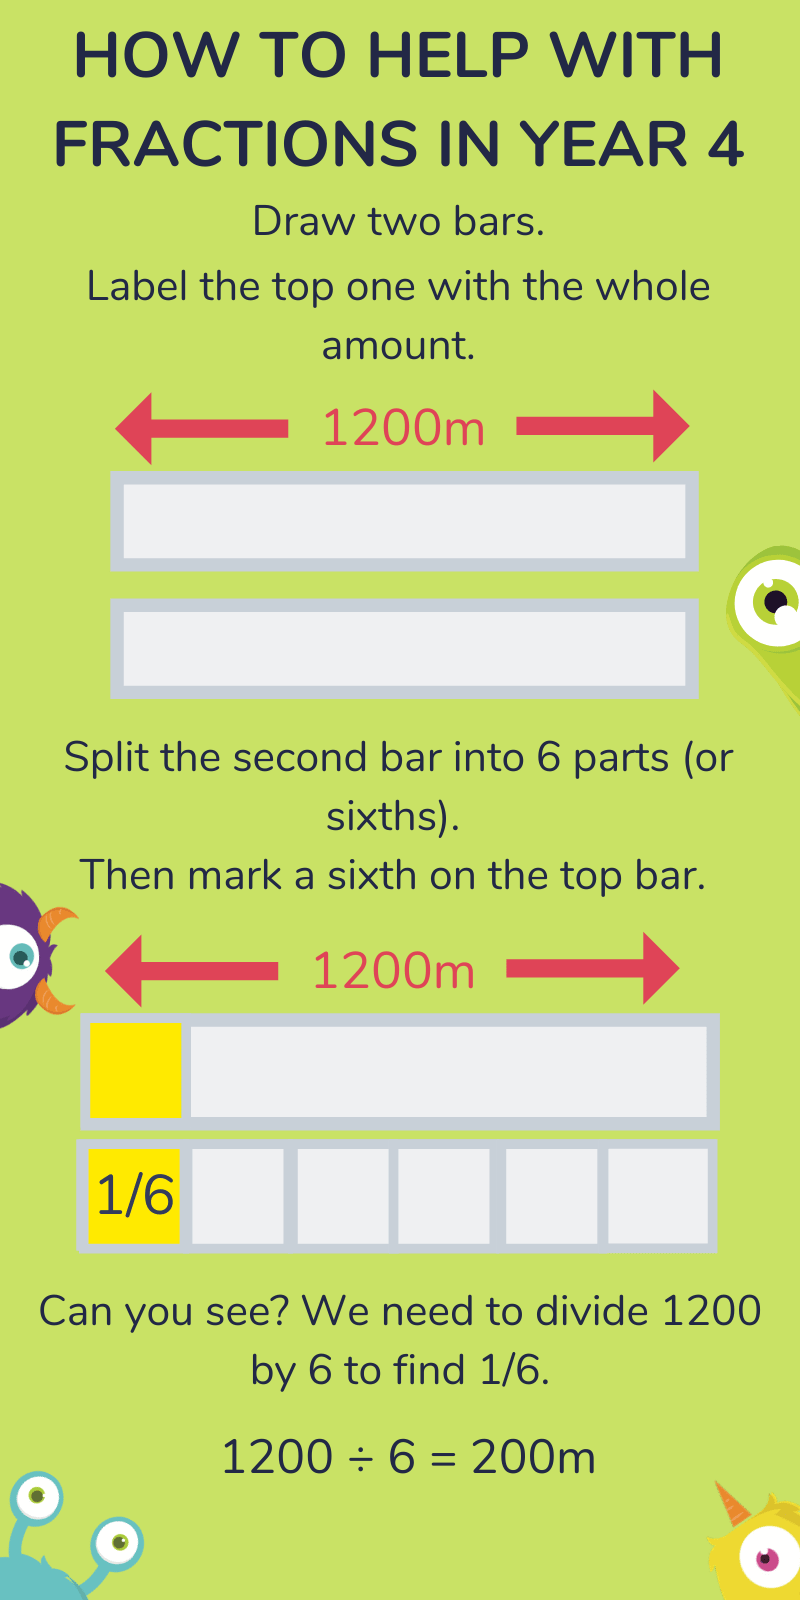 HOW TO HELP WITH
FRACTIONS IN YEAR 4
Draw two bars.
Label the top one with the whole
amount.
1200m
Split the second bar into 6 parts (or
sixths).
Then mark a sixth on the top bar.
1200m
1/6
Can you see? We need to divide 1200
by 6 to find 1/6.
1200 ÷ 6 = 200m